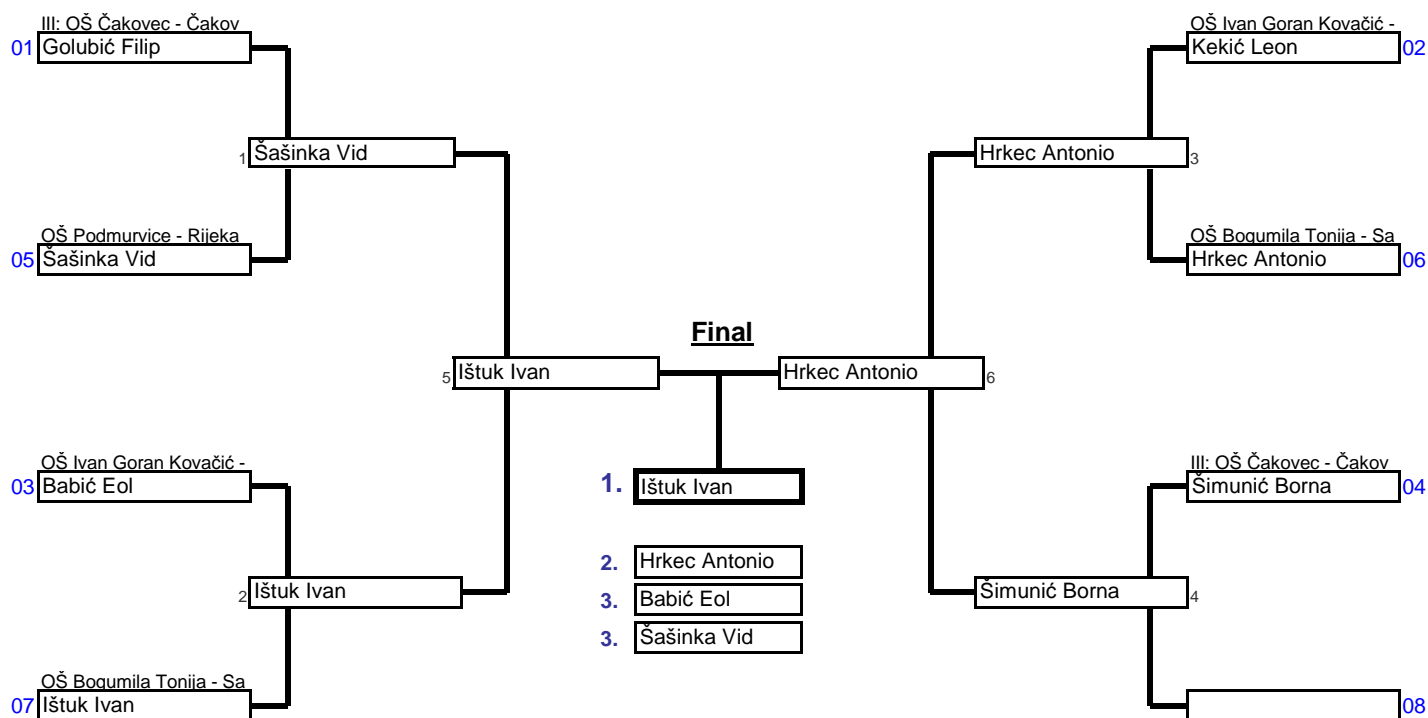 III: OŠ Čakovec - Čakov
01 Golubić Filip
OŠ Ivan Goran Kovačić -
Kekić Leon 02
1 Šašinka Vid
Hrkec Antonio 3
OŠ Podmurvice - Rijeka
05 Šašinka Vid
OŠ Bogumila Tonija - Sa
Hrkec Antonio 06
Final
5 Ištuk Ivan
Hrkec Antonio 6
OŠ Ivan Goran Kovačić -
03 Babić Eol
III: OŠ Čakovec - Čakov
Šimunić Borna 04
1. Ištuk Ivan
2. Hrkec Antonio
3. Babić Eol
3. Šašinka Vid
2 Ištuk Ivan
Šimunić Borna 4
OŠ Bogumila Tonija - Sa
07 Ištuk Ivan
08